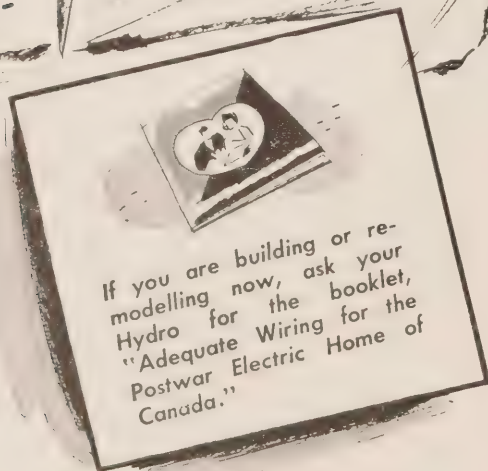 If you are building or re-
modelling now, ask your
Hydro for the booklet,
"Adequate Wiring for the
Postwar Electric Home of
Canada."